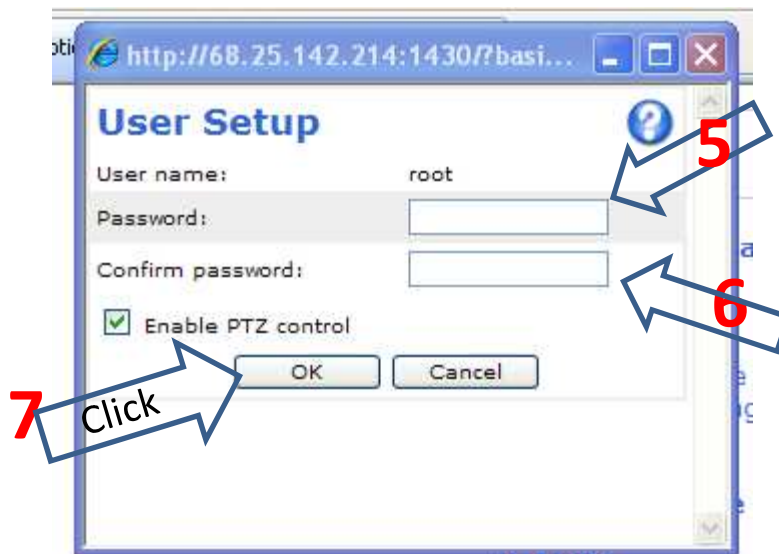 http://68.25.142.214:1430/?basi...
User Setup
5
User name: root
Password:
Confirm password:
6
Enable PTZ control
OK Cancel
7 Click